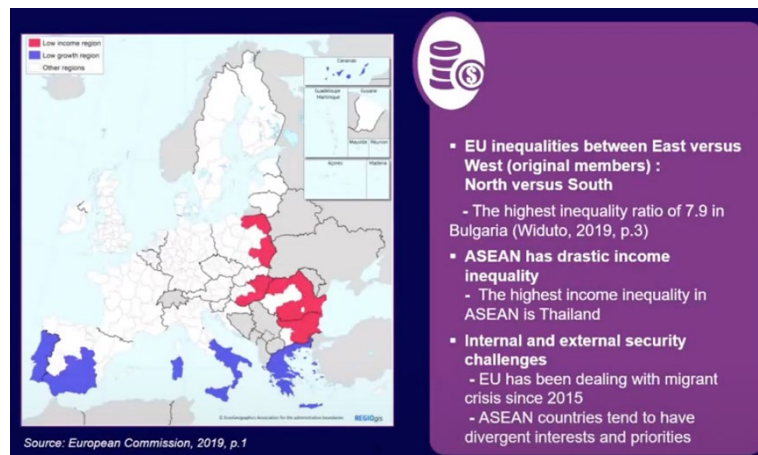 Low income region
Low growth region
Other regions
Canarias
Guadeloupe
Martinique
Guyane
Mayotte
Réunion
Açores
Madeira
© EuroGeographics Association for the administrative boundaries
REGIOgis
Source: European Commission, 2019, p.1
$
▪ EU inequalities between East versus
West (original members) :
North versus South
- The highest inequality ratio of 7.9 in
Bulgaria (Widuto, 2019, p.3)
▪ ASEAN has drastic income
inequality
- The highest income inequality in
ASEAN is Thailand
▪ Internal and external security
challenges
- EU has been dealing with migrant
crisis since 2015
- ASEAN countries tend to have
divergent interests and priorities